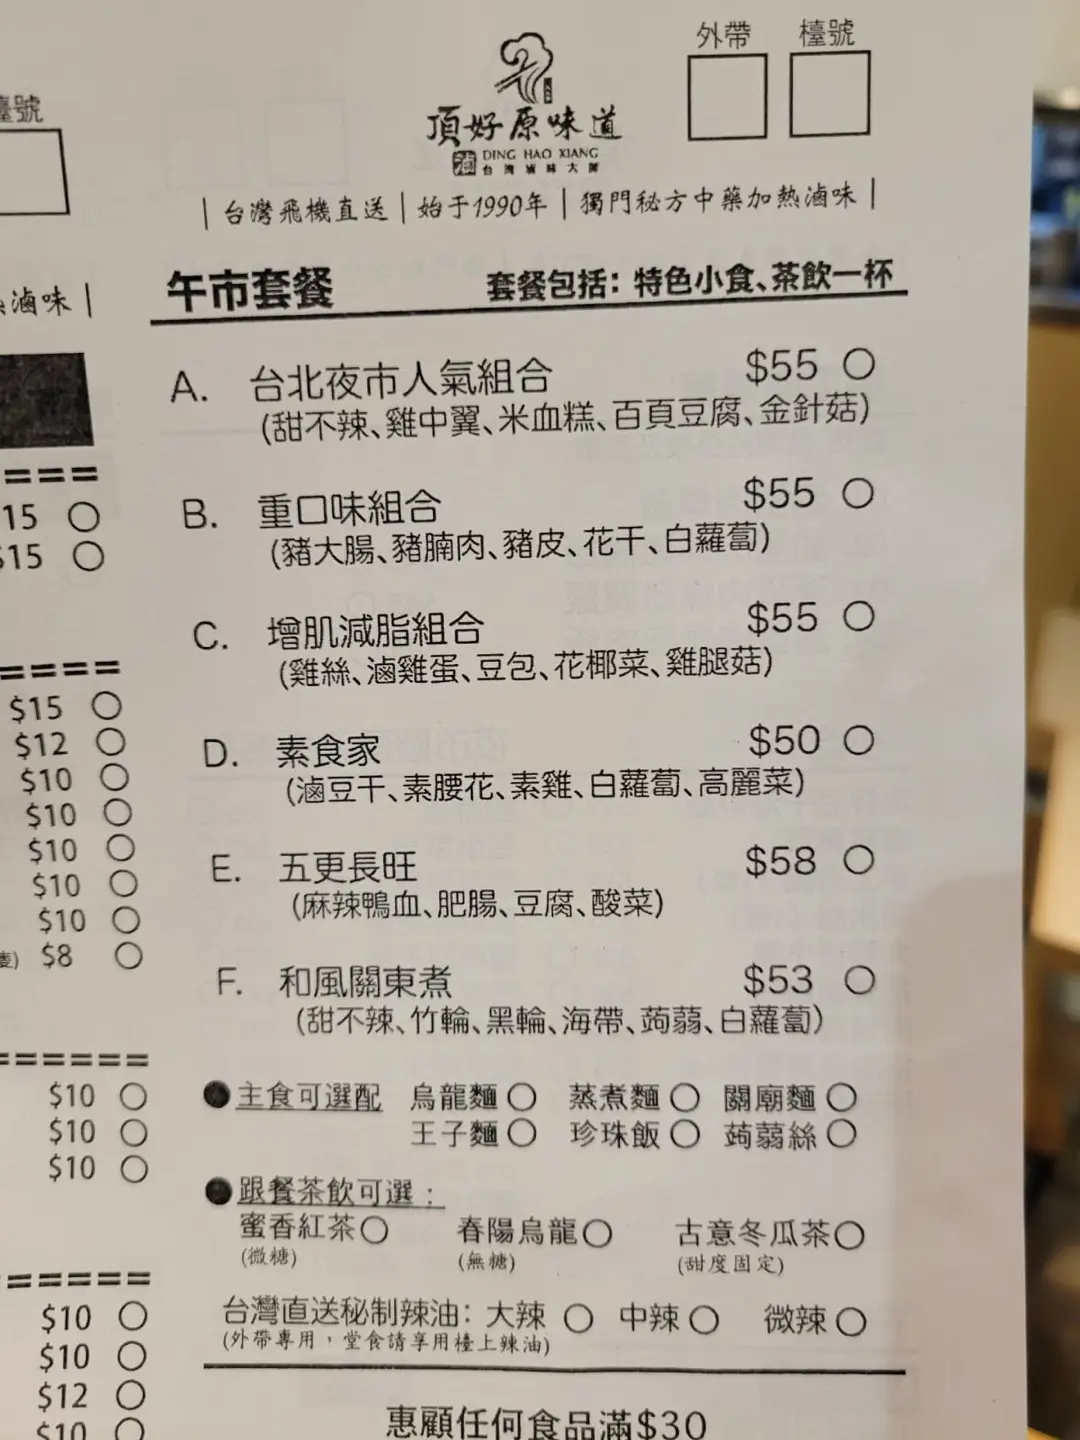 外帶 檯號
檯號
頂好原味道
滷 DING HAO XIANG
台灣滷味大師
| 台灣飛機直送 | 始于1990年 | 獨門秘方中藥加熱滷味 |
滷味 |
午市套餐 套餐包括：特色小食、茶飲一杯
A. 台北夜市人氣組合 $55 ○
(甜不辣、雞中翼、米血糕、百頁豆腐、金針菇)
B. 重口味組合 $55 ○
(豬大腸、豬腩肉、豬皮、花干、白蘿蔔)
C. 增肌減脂組合 $55 ○
(雞絲、滷雞蛋、豆包、花椰菜、雞腿菇)
D. 素食家 $50 ○
(滷豆干、素腰花、素雞、白蘿蔔、高麗菜)
E. 五更長旺 $58 ○
(麻辣鴨血、肥腸、豆腐、酸菜)
F. 和風關東煮 $53 ○
(甜不辣、竹輪、黑輪、海帶、蒟蒻、白蘿蔔)
●主食可選配 烏龍麵○ 蒸煮麵○ 關廟麵○
王子麵○ 珍珠飯○ 蒟蒻絲○
●跟餐茶飲可選：
蜜香紅茶○ 春陽烏龍○ 古意冬瓜茶○
(微糖) (無糖) (甜度固定)
台灣直送秘制辣油：大辣 ○ 中辣○ 微辣○
(外帶專用，堂食請享用檯上辣油)
惠顧任何食品滿$30
====
15 ○
$15 ○
====
$15 ○
$12 ○
$10 ○
$10 ○
$10 ○
$10 ○
$10 ○
$8 ○
======
$10 ○
$10 ○
$10 ○
======
$10 ○
$10 ○
$12 ○
$10 ○